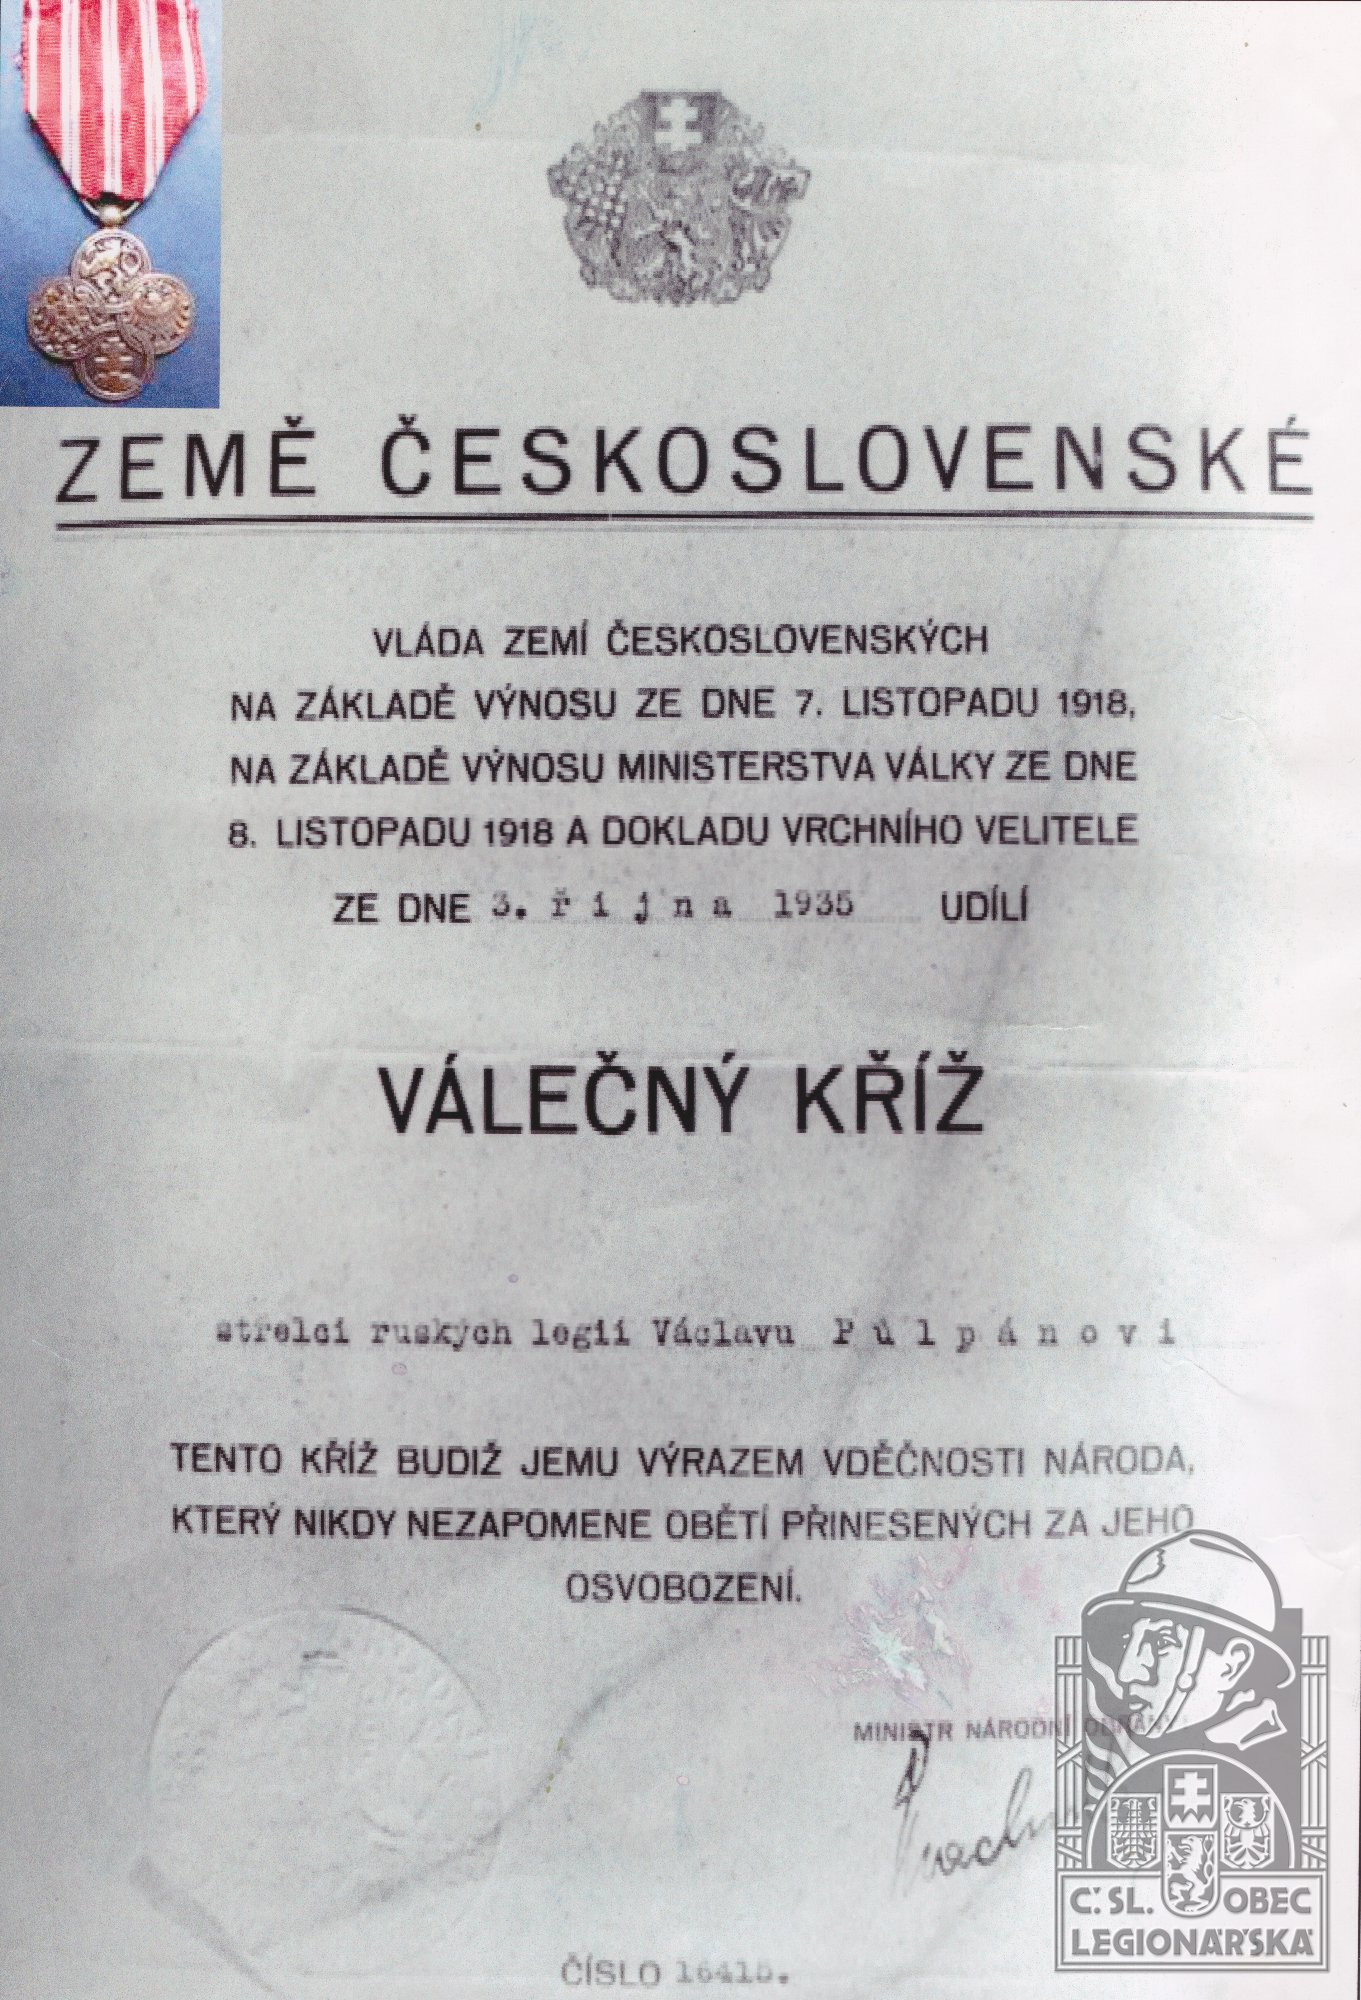 ZEMĚ ČESKOSLOVENSKÉ
VLÁDA ZEMÍ ČESKOSLOVENSKÝCH
NA ZÁKLADĚ VÝNOSU ZE DNE 7. LISTOPADU 1918,
NA ZÁKLADĚ VÝNOSU MINISTERSTVA VÁLKY ZE DNE
8. LISTOPADU 1918 A DOKLADU VRCHNÍHO VELITELE
ZE DNE 3. října 1935 UDÍLÍ
VÁLEČNÝ KŘÍŽ
střelci ruských legií Václavu Půlpánovi
TENTO KŘÍŽ BUDIŽ JEMU VÝRAZEM VDĚČNOSTI NÁRODA,
KTERÝ NIKDY NEZAPOMENE OBĚTÍ PŘINESENÝCH ZA JEHO
OSVOBOZENÍ.
MINISTR NÁRODNÍ OBRANY:
Č.SL. OBEC
LEGIONÁŘSKÁ
ČÍSLO